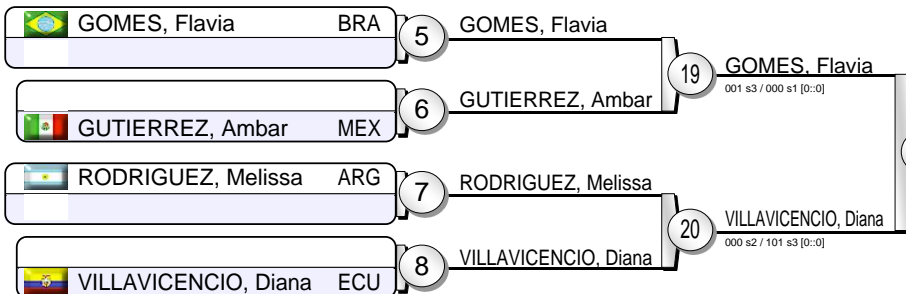 GOMES, Flavia BRA
5
GOMES, Flavia
19
GOMES, Flavia
001 s3 / 000 s1 [0::0]
6
GUTIERREZ, Ambar
GUTIERREZ, Ambar MEX
RODRIGUEZ, Melissa ARG
7
RODRIGUEZ, Melissa
20
VILLAVICENCIO, Diana
000 s2 / 101 s3 [0::0]
8
VILLAVICENCIO, Diana
VILLAVICENCIO, Diana ECU